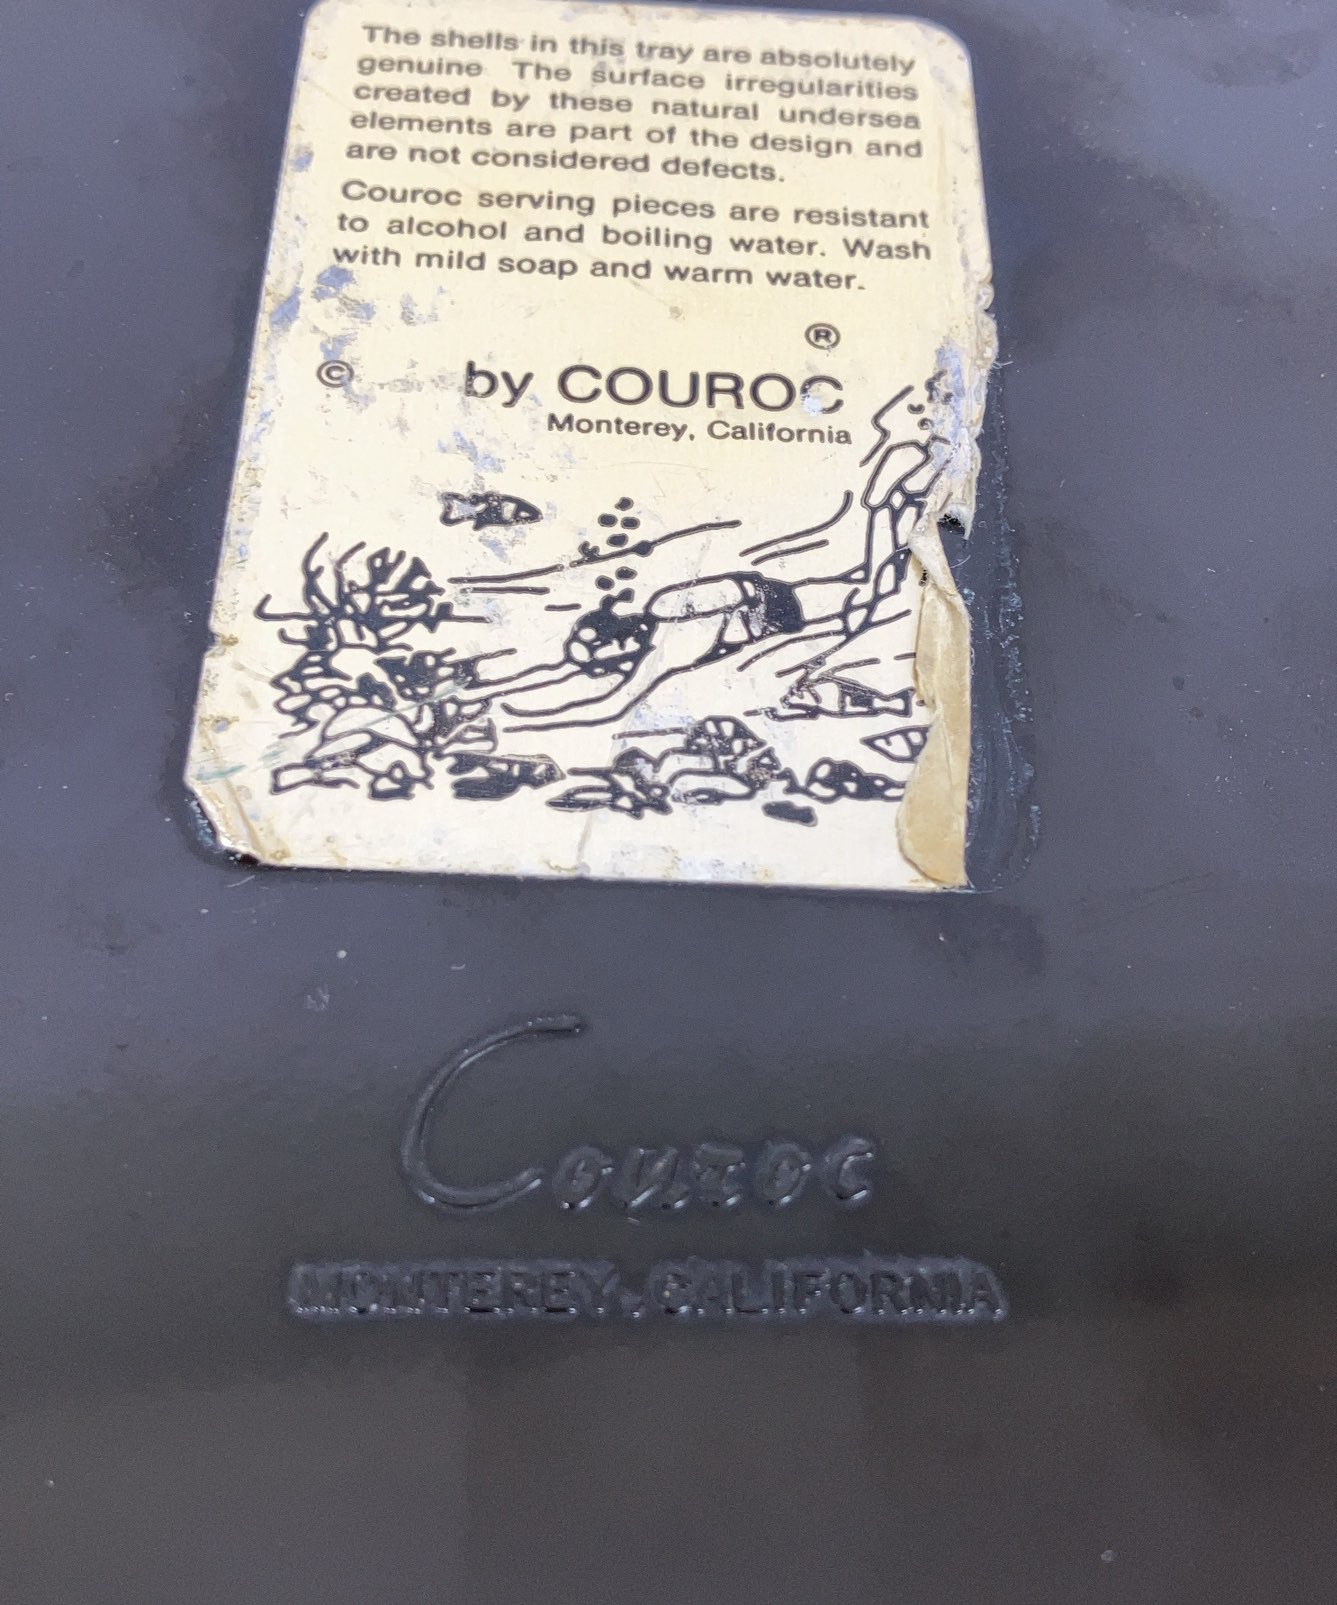 The shells in this tray are absolutely
genuine The surface irregularities
created by these natural undersea
elements are part of the design and
are not considered defects.
Couroc serving pieces are resistant
to alcohol and boiling water. Wash
with mild soap and warm water.
®
© by COUROC
Monterey, California
Couroc
MONTEREY, CALIFORNIA